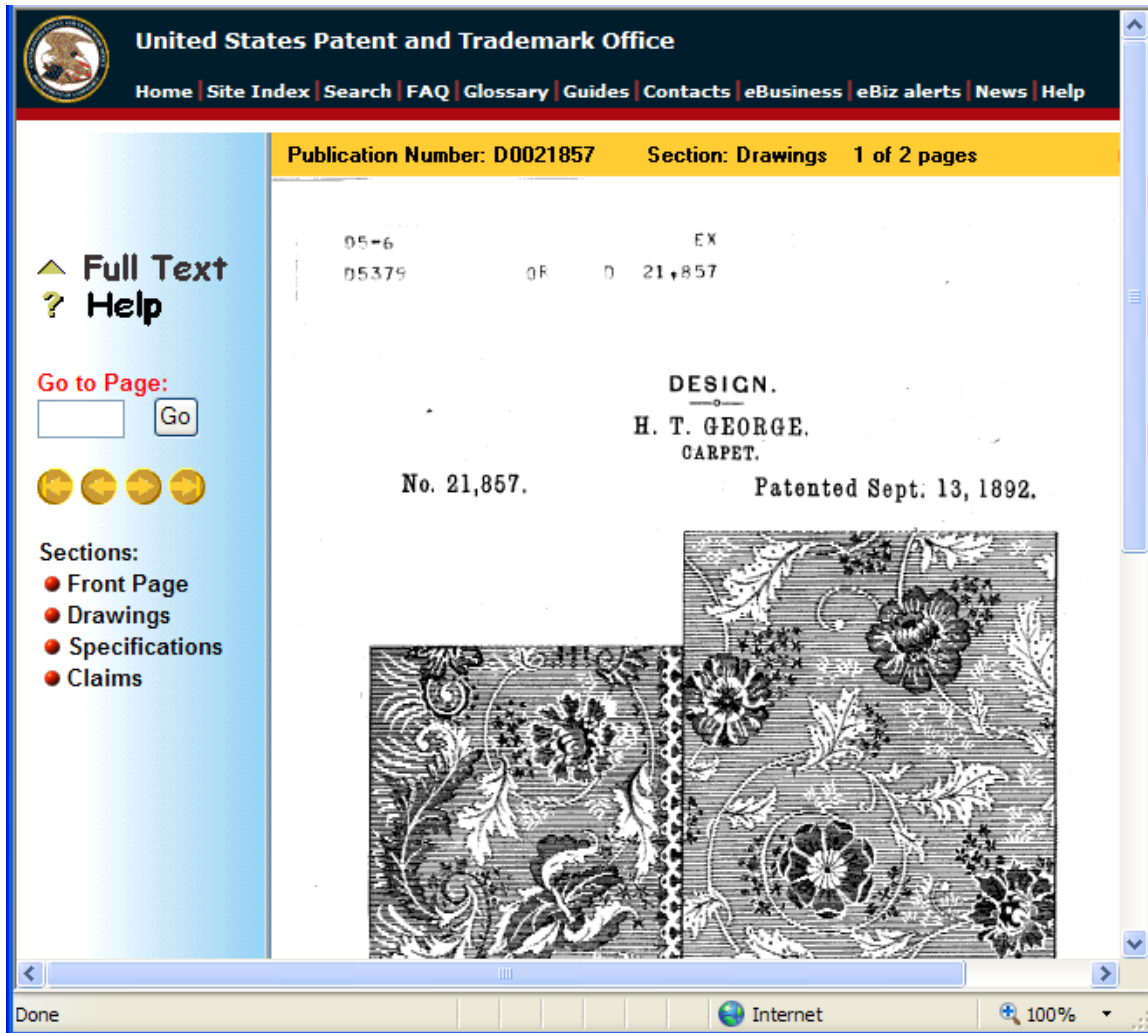 United States Patent and Trademark Office
Home | Site Index | Search | FAQ | Glossary | Guides | Contacts | eBusiness | eBiz alerts | News | Help
Publication Number: D0021857 Section: Drawings 1 of 2 pages
Full Text
? Help
Go to Page:
Go
Sections:
Front Page
Drawings
Specifications
Claims
D5-6 EX
D5379 OR D 21,857
DESIGN.
H. T. GEORGE.
CARPET.
No. 21,857. Patented Sept. 13, 1892.
Done Internet 100%